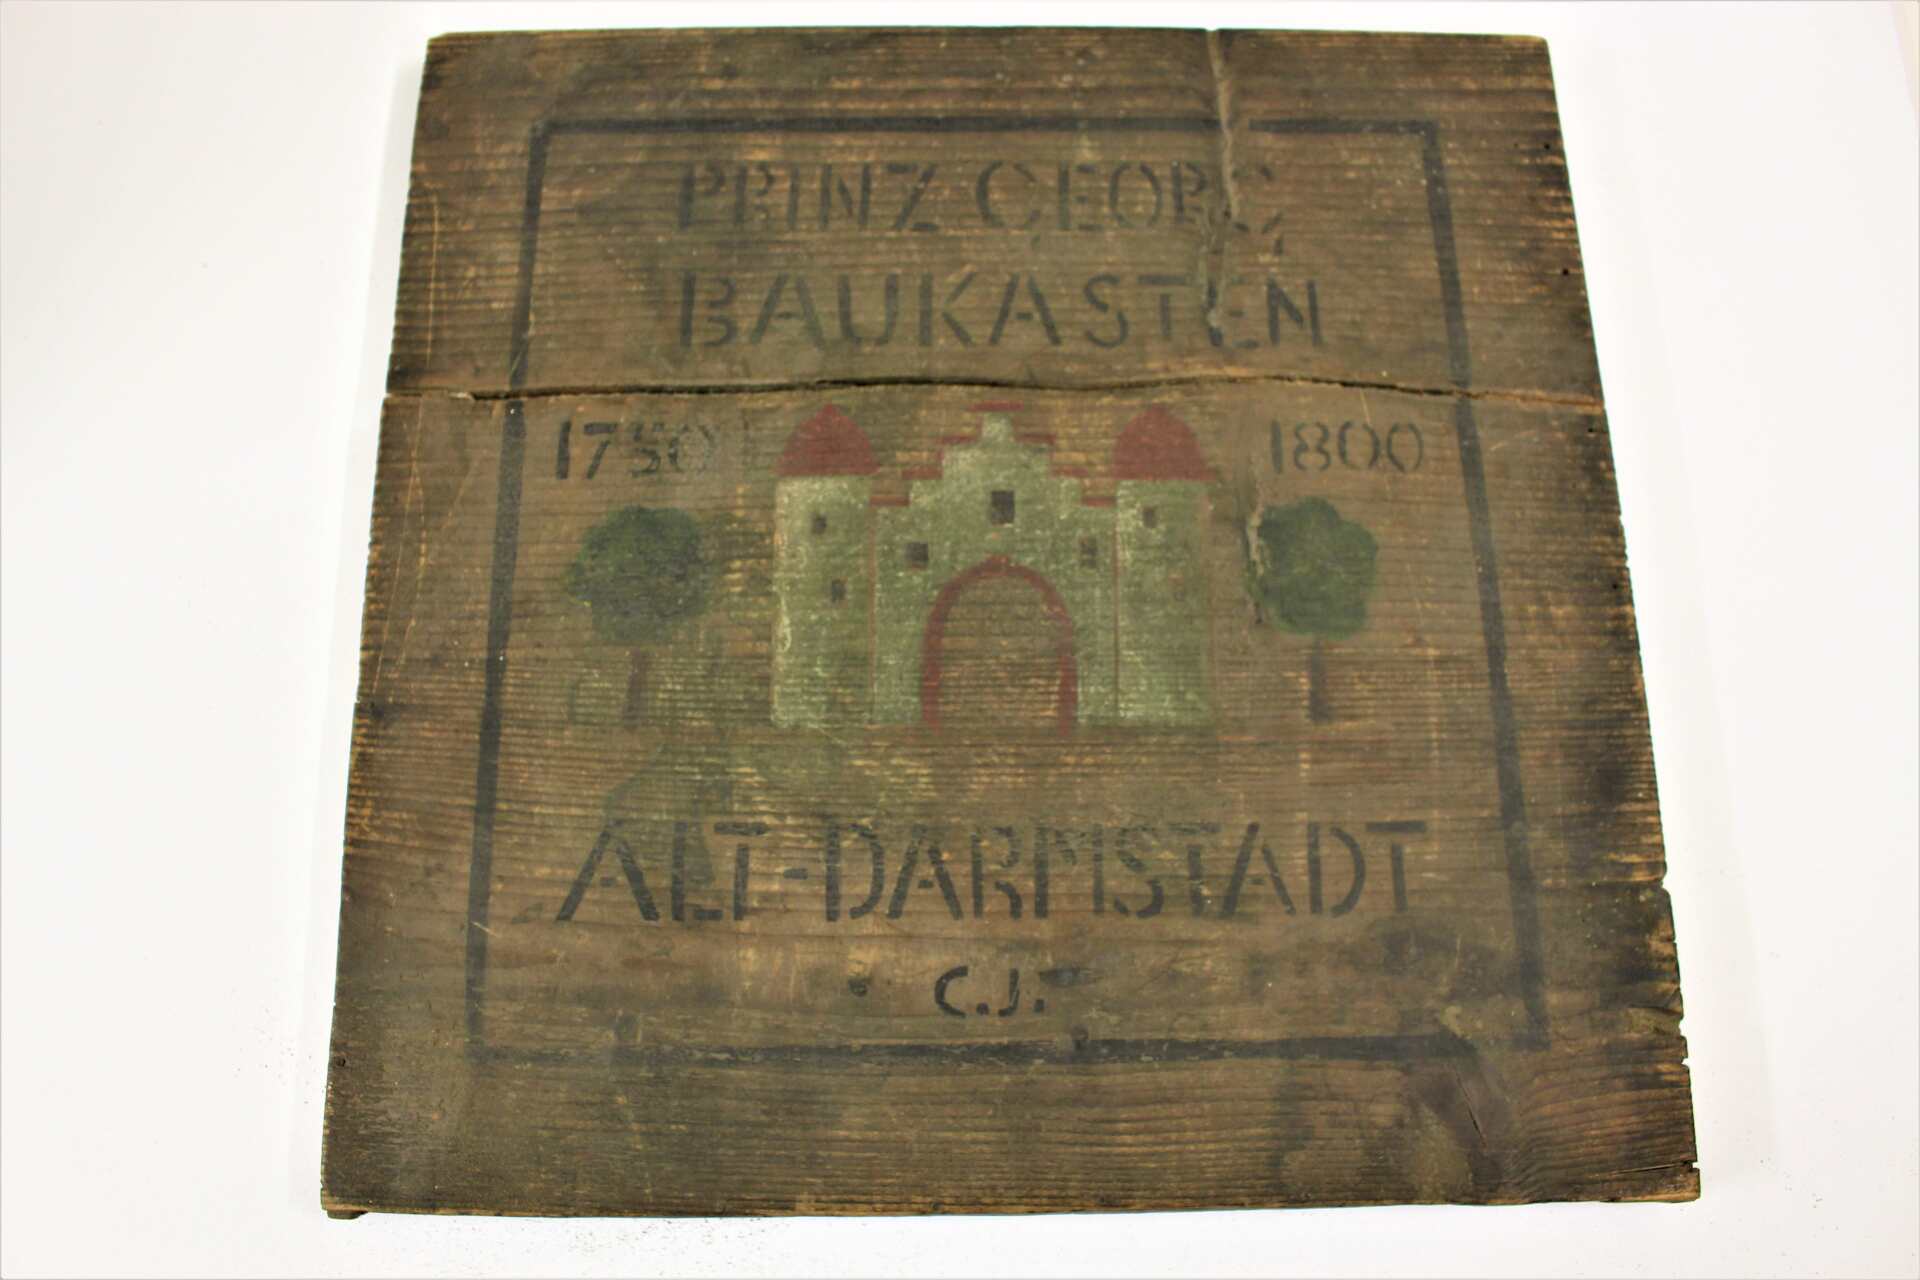 PRINZ GEORG
BAUKASTEN
1750 1800
ALT-DARMSTADT
C.J.